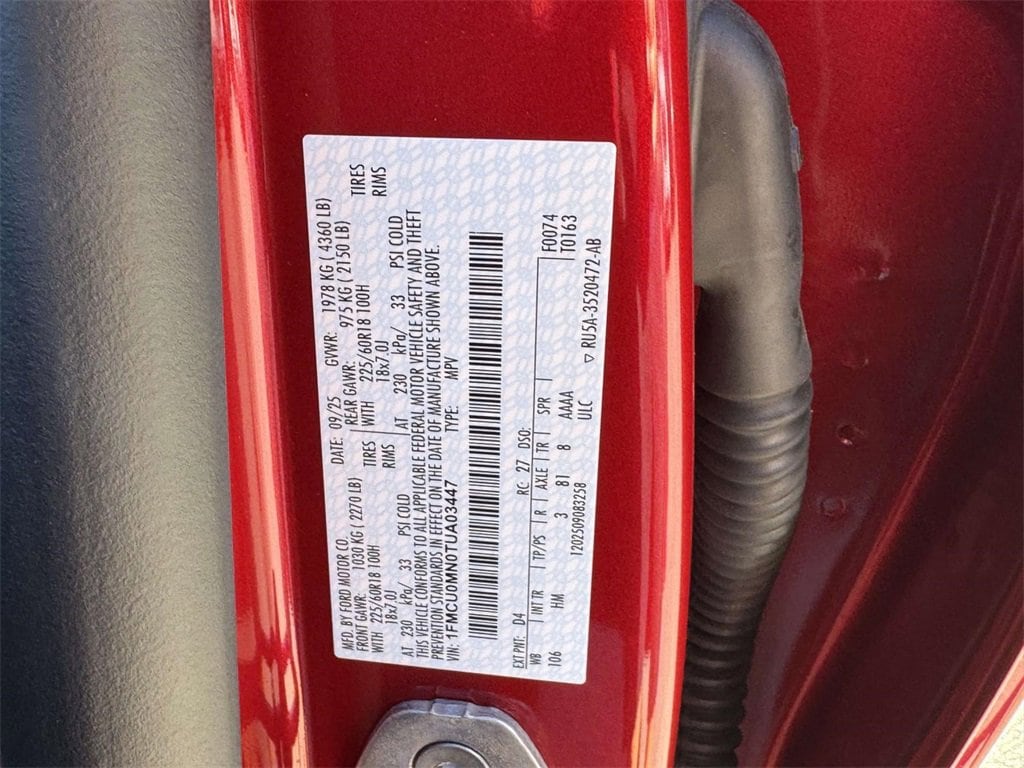 MFD. BY FORD MOTOR CO. DATE: 09/25 GVWR: 1978 KG ( 4360 LB)
FRONT GAWR: 1030 KG ( 2270 LB) REAR GAWR: 975 KG ( 2150 LB)
WITH 225/60R18 100H TIRES WITH 225/60R18 100H TIRES
18x7.0J RIMS 18x7.0J RIMS
AT 230 kPa/ 33 PSI COLD AT 230 kPa/ 33 PSI COLD
THIS VEHICLE CONFORMS TO ALL APPLICABLE FEDERAL MOTOR VEHICLE SAFETY AND THEFT
PREVENTION STANDARDS IN EFFECT ON THE DATE OF MANUFACTURE SHOWN ABOVE.
VIN: 1FMCU0MN0TUA03447 TYPE: MPV
EXT PNT: D4 RC: 27 DSO: F0074
WB INT TR TP/PS R AXLE TR SPR T0163
106 HM 3 81 8 AAAA
1202509083258 ULC ▽ RU5A-3520472-AB